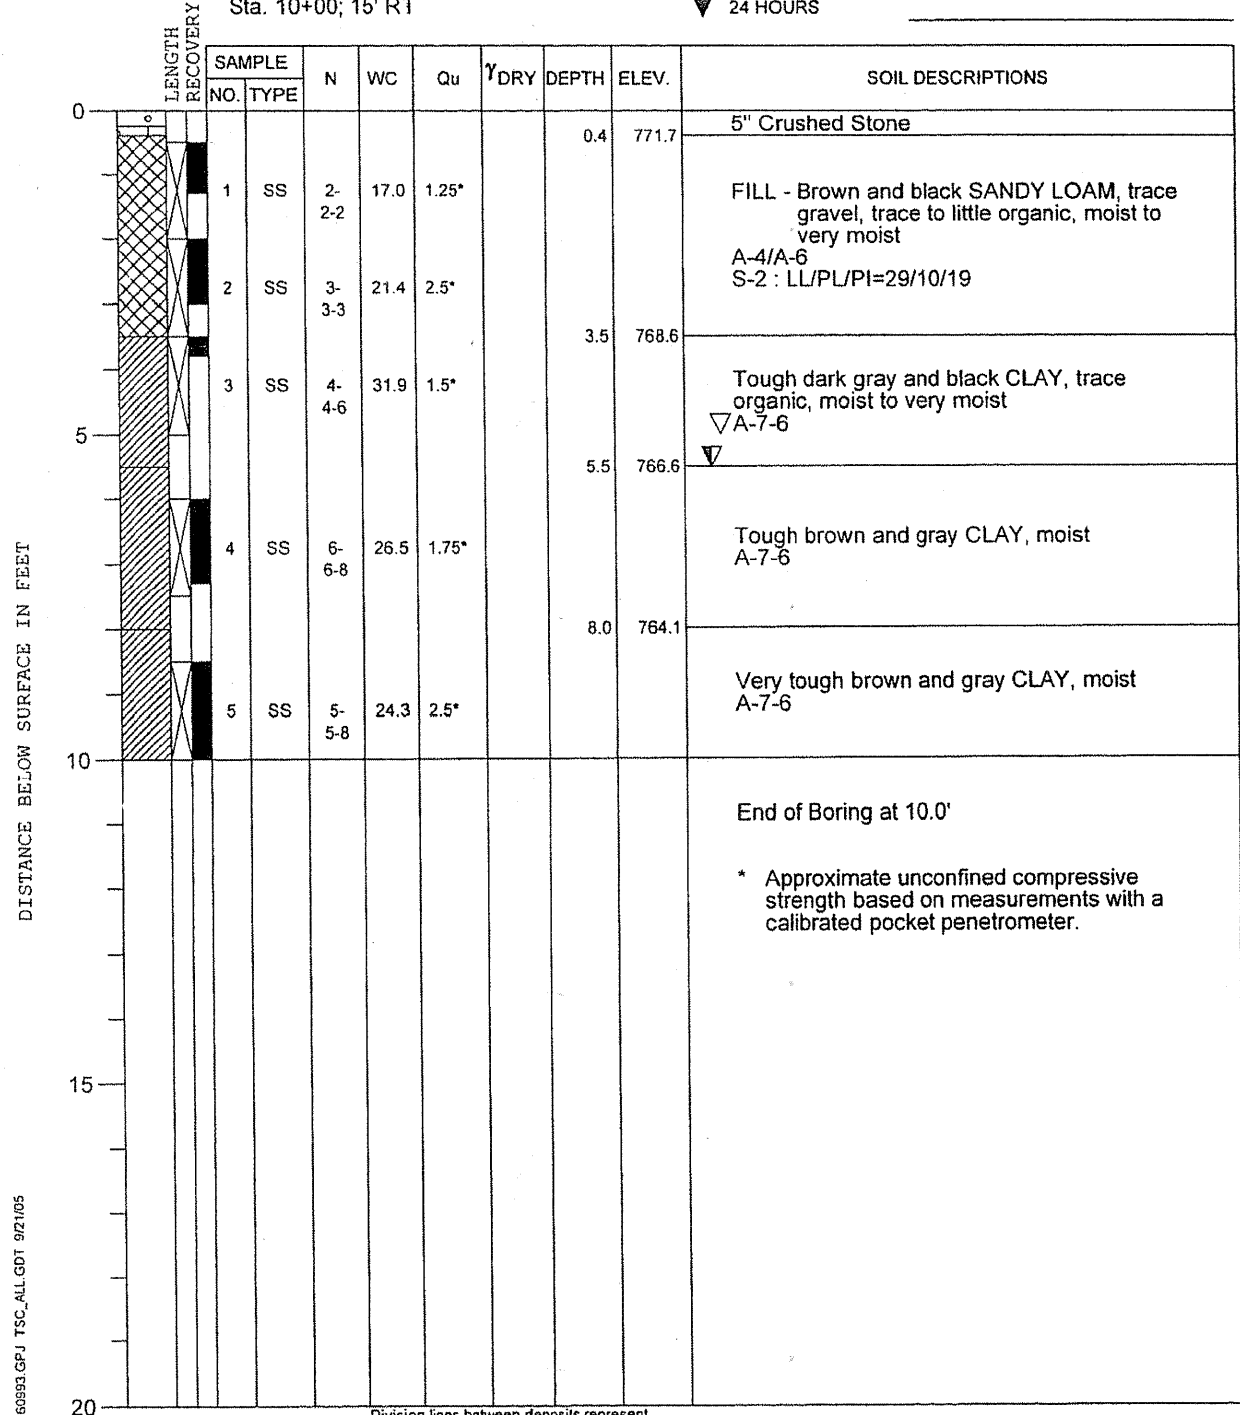 Sta. 10+00; 15' RT
24 HOURS
LENGTH
RECOVERY
SAMPLE
NO. TYPE
N WC Qu γDRY DEPTH ELEV. SOIL DESCRIPTIONS
0
5" Crushed Stone
0.4 771.7
1 SS 2- 17.0 1.25*
2-2
FILL - Brown and black SANDY LOAM, trace
gravel, trace to little organic, moist to
very moist
A-4/A-6
S-2 : LL/PL/PI=29/10/19
2 SS 3- 21.4 2.5*
3-3
3.5 768.6
3 SS 4- 31.9 1.5*
4-6
Tough dark gray and black CLAY, trace
organic, moist to very moist
A-7-6
5
5.5 766.6
4 SS 6- 26.5 1.75*
6-8
Tough brown and gray CLAY, moist
A-7-6
8.0 764.1
5 SS 5- 24.3 2.5*
5-8
Very tough brown and gray CLAY, moist
A-7-6
10
End of Boring at 10.0'
* Approximate unconfined compressive
strength based on measurements with a
calibrated pocket penetrometer.
15
20
DISTANCE BELOW SURFACE IN FEET
60993.GPJ TSC_ALL.GDT 9/21/05
Division lines between deposits represent